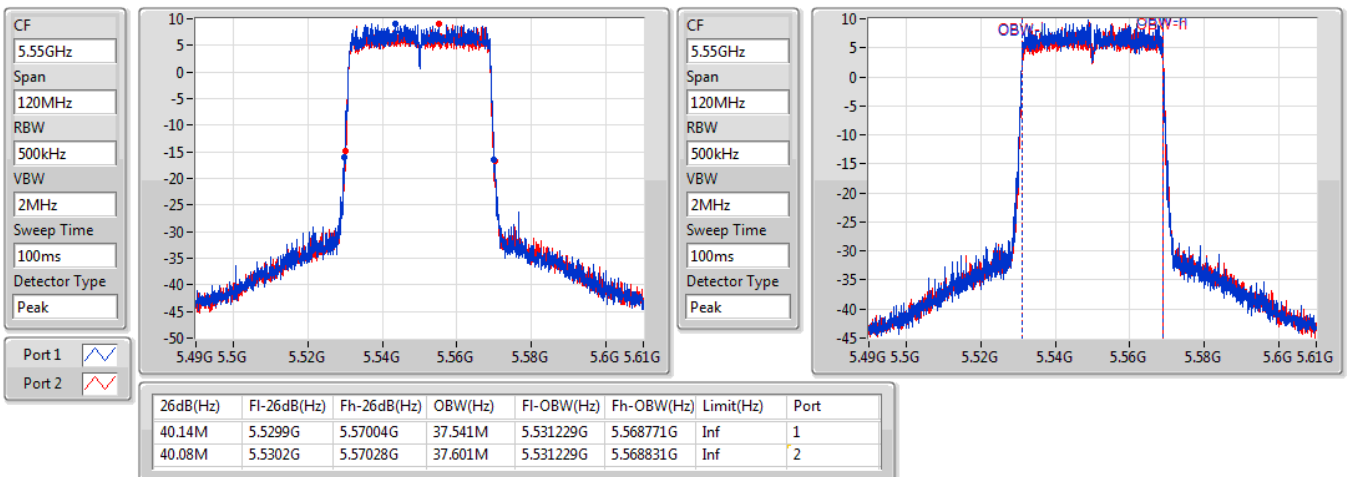 CF
5.55GHz
Span
120MHz
RBW
500kHz
VBW
2MHz
Sweep Time
100ms
Detector Type
Peak
10
5
0
-5
-10
-15
-20
-25
-30
-35
-40
-45
-50
5.49G 5.5G 5.52G 5.54G 5.56G 5.58G 5.6G 5.61G
CF
5.55GHz
Span
120MHz
RBW
500kHz
VBW
2MHz
Sweep Time
100ms
Detector Type
Peak
10
5
0
-5
-10
-15
-20
-25
-30
-35
-40
-45
5.49G 5.5G 5.52G 5.54G 5.56G 5.58G 5.6G 5.61G
Port 1
Port 2
26dB(Hz) Fl-26dB(Hz) Fh-26dB(Hz) OBW(Hz) Fl-OBW(Hz) Fh-OBW(Hz) Limit(Hz) Port
40.14M 5.5299G 5.57004G 37.541M 5.531229G 5.568771G Inf 1
40.08M 5.5302G 5.57028G 37.601M 5.531229G 5.568831G Inf 2